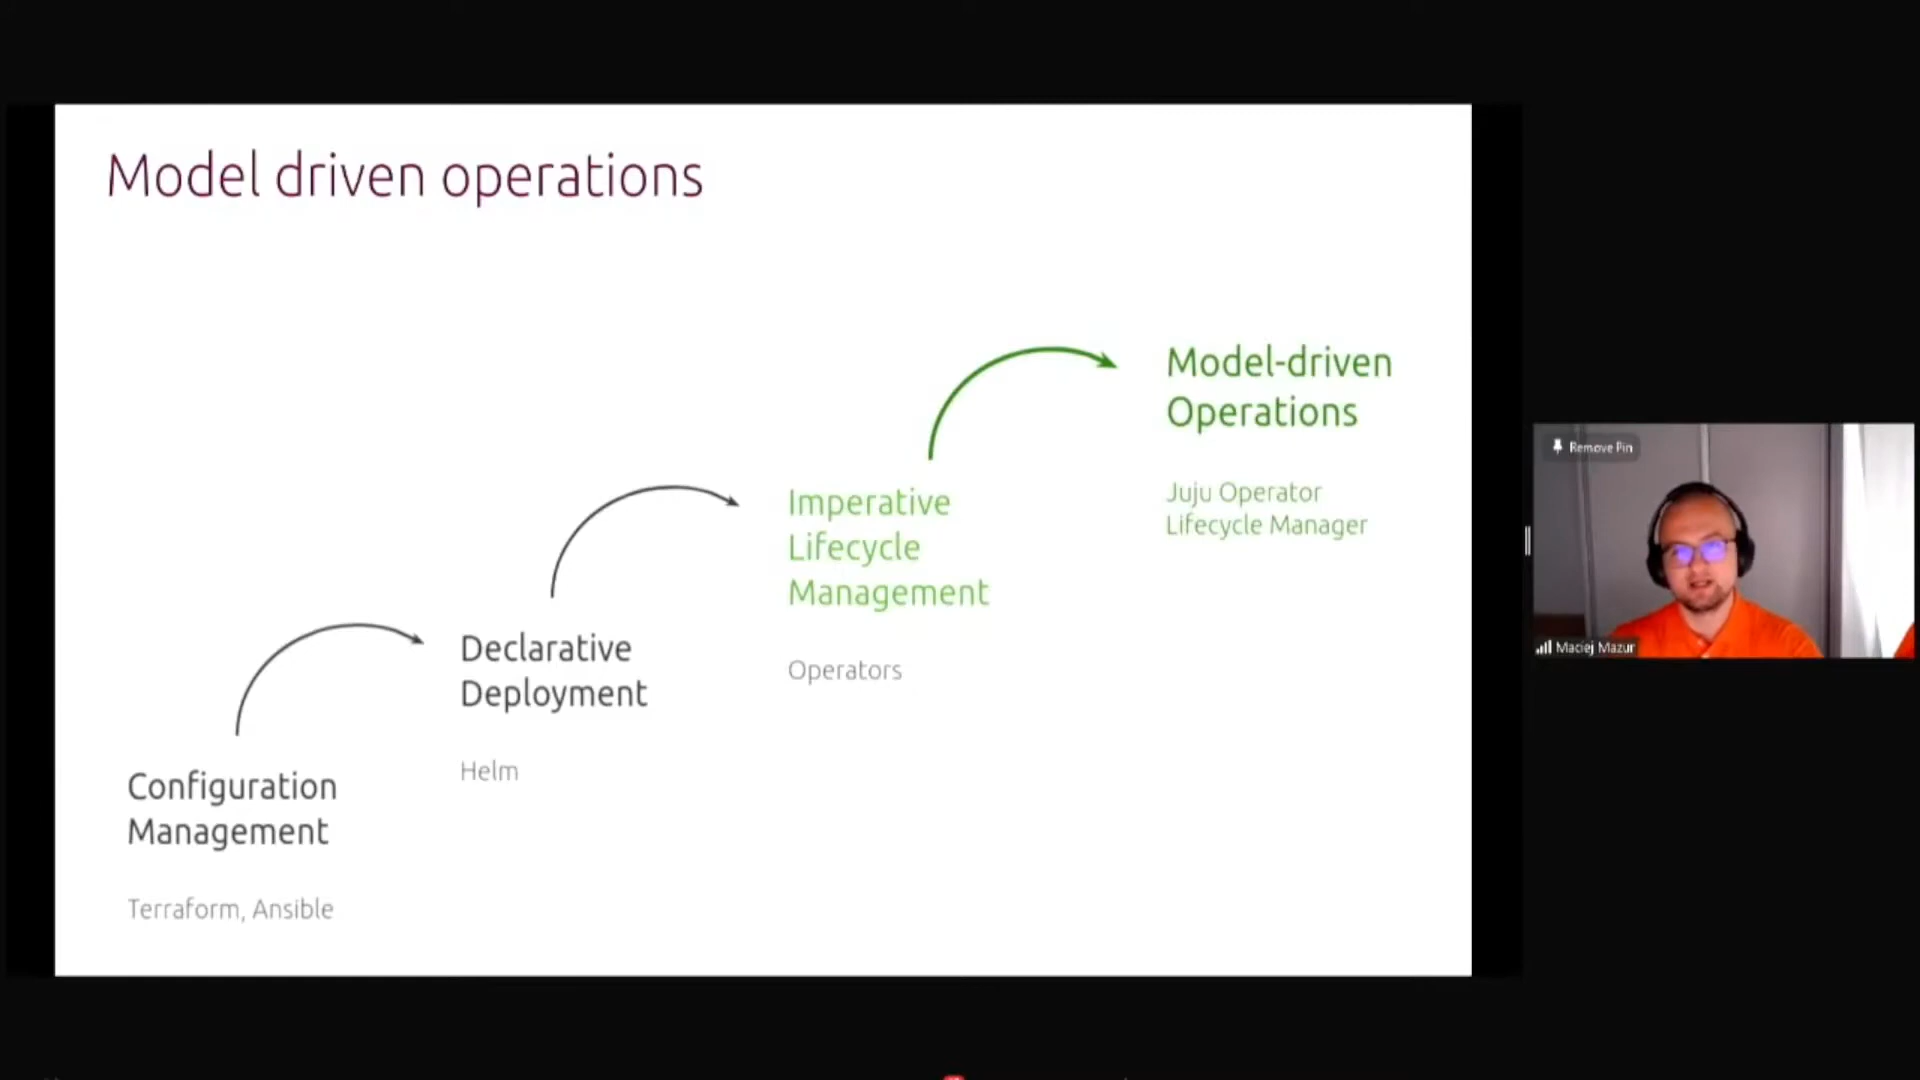 Model driven operations
Model-driven
Operations
Juju Operator
Lifecycle Manager
Imperative
Lifecycle
Management
Operators
Declarative
Deployment
Helm
Configuration
Management
Terraform, Ansible
Remove Pin
Maciej Mazur